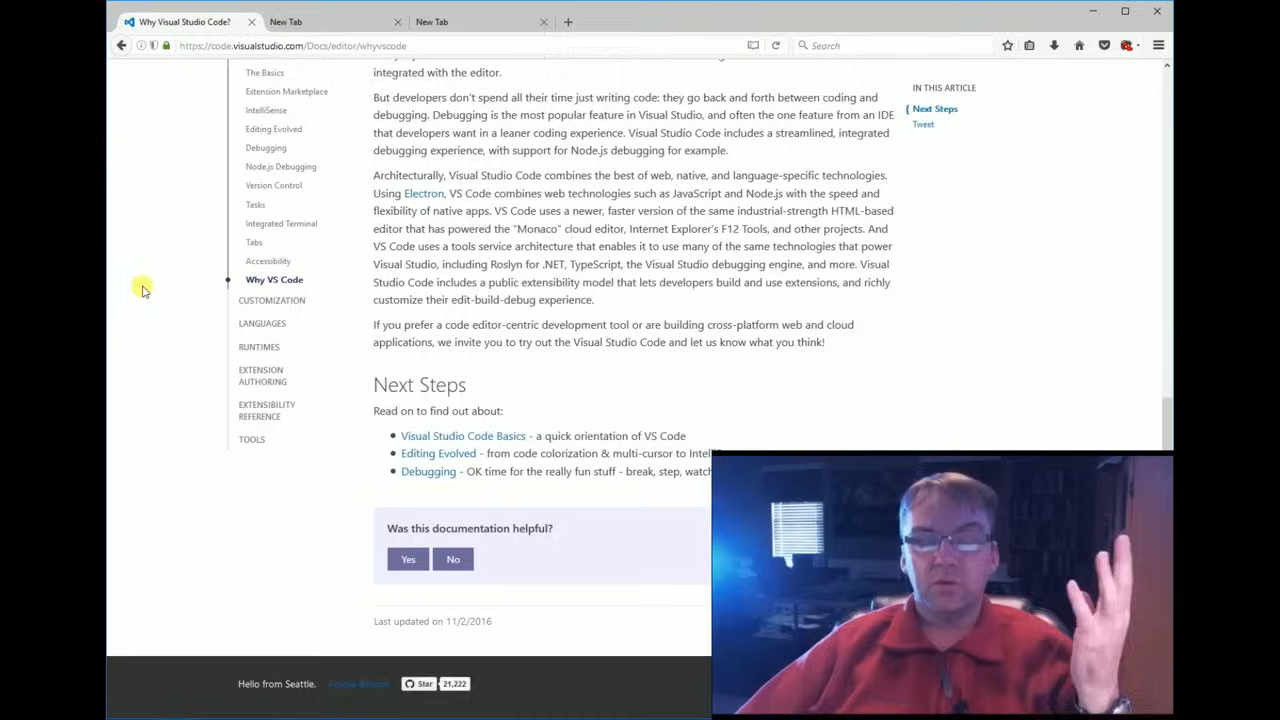 Why Visual Studio Code?
New Tab
New Tab
https://code.visualstudio.com/Docs/editor/whyvscode
Search
The Basics
Extension Marketplace
IntelliSense
Editing Evolved
Debugging
Node.js Debugging
Version Control
Tasks
Integrated Terminal
Tabs
Accessibility
Why VS Code
CUSTOMIZATION
LANGUAGES
RUNTIMES
EXTENSION
AUTHORING
EXTENSIBILITY
REFERENCE
TOOLS
integrated with the editor.
But developers don't spend all their time just writing code: they go back and forth between coding and
debugging. Debugging is the most popular feature in Visual Studio, and often the one feature from an IDE
that developers want in a leaner coding experience. Visual Studio Code includes a streamlined, integrated
debugging experience, with support for Node.js debugging for example.
Architecturally, Visual Studio Code combines the best of web, native, and language-specific technologies.
Using Electron, VS Code combines web technologies such as JavaScript and Node.js with the speed and
flexibility of native apps. VS Code uses a newer, faster version of the same industrial-strength HTML-based
editor that has powered the "Monaco" cloud editor, Internet Explorer's F12 Tools, and other projects. And
VS Code uses a tools service architecture that enables it to use many of the same technologies that power
Visual Studio, including Roslyn for .NET, TypeScript, the Visual Studio debugging engine, and more. Visual
Studio Code includes a public extensibility model that lets developers build and use extensions, and richly
customize their edit-build-debug experience.
If you prefer a code editor-centric development tool or are building cross-platform web and cloud
applications, we invite you to try out the Visual Studio Code and let us know what you think!
Next Steps
Read on to find out about:
Visual Studio Code Basics - a quick orientation of VS Code
Editing Evolved - from code colorization & multi-cursor to
Debugging - OK time for the really fun stuff - break, step, watch
Was this documentation helpful?
Yes
No
Last updated on 11/2/2016
IN THIS ARTICLE
Next Steps
Tweet
Hello from Seattle.
Star
21,222